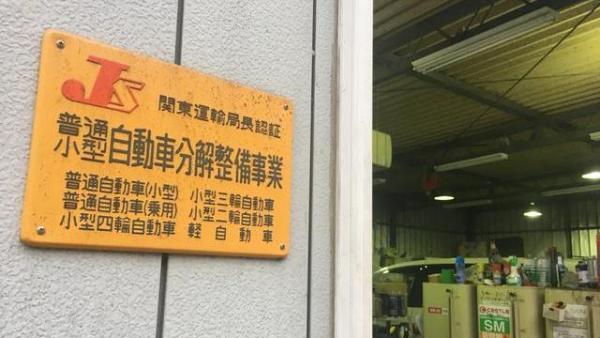 JS 関東運輸局長認証
普通
小型 自動車分解整備事業
普通自動車(小型) 小型三輪自動車
普通自動車(乗用) 小型二輪自動車
小型四輪自動車 軽自動車
Castrol
SM